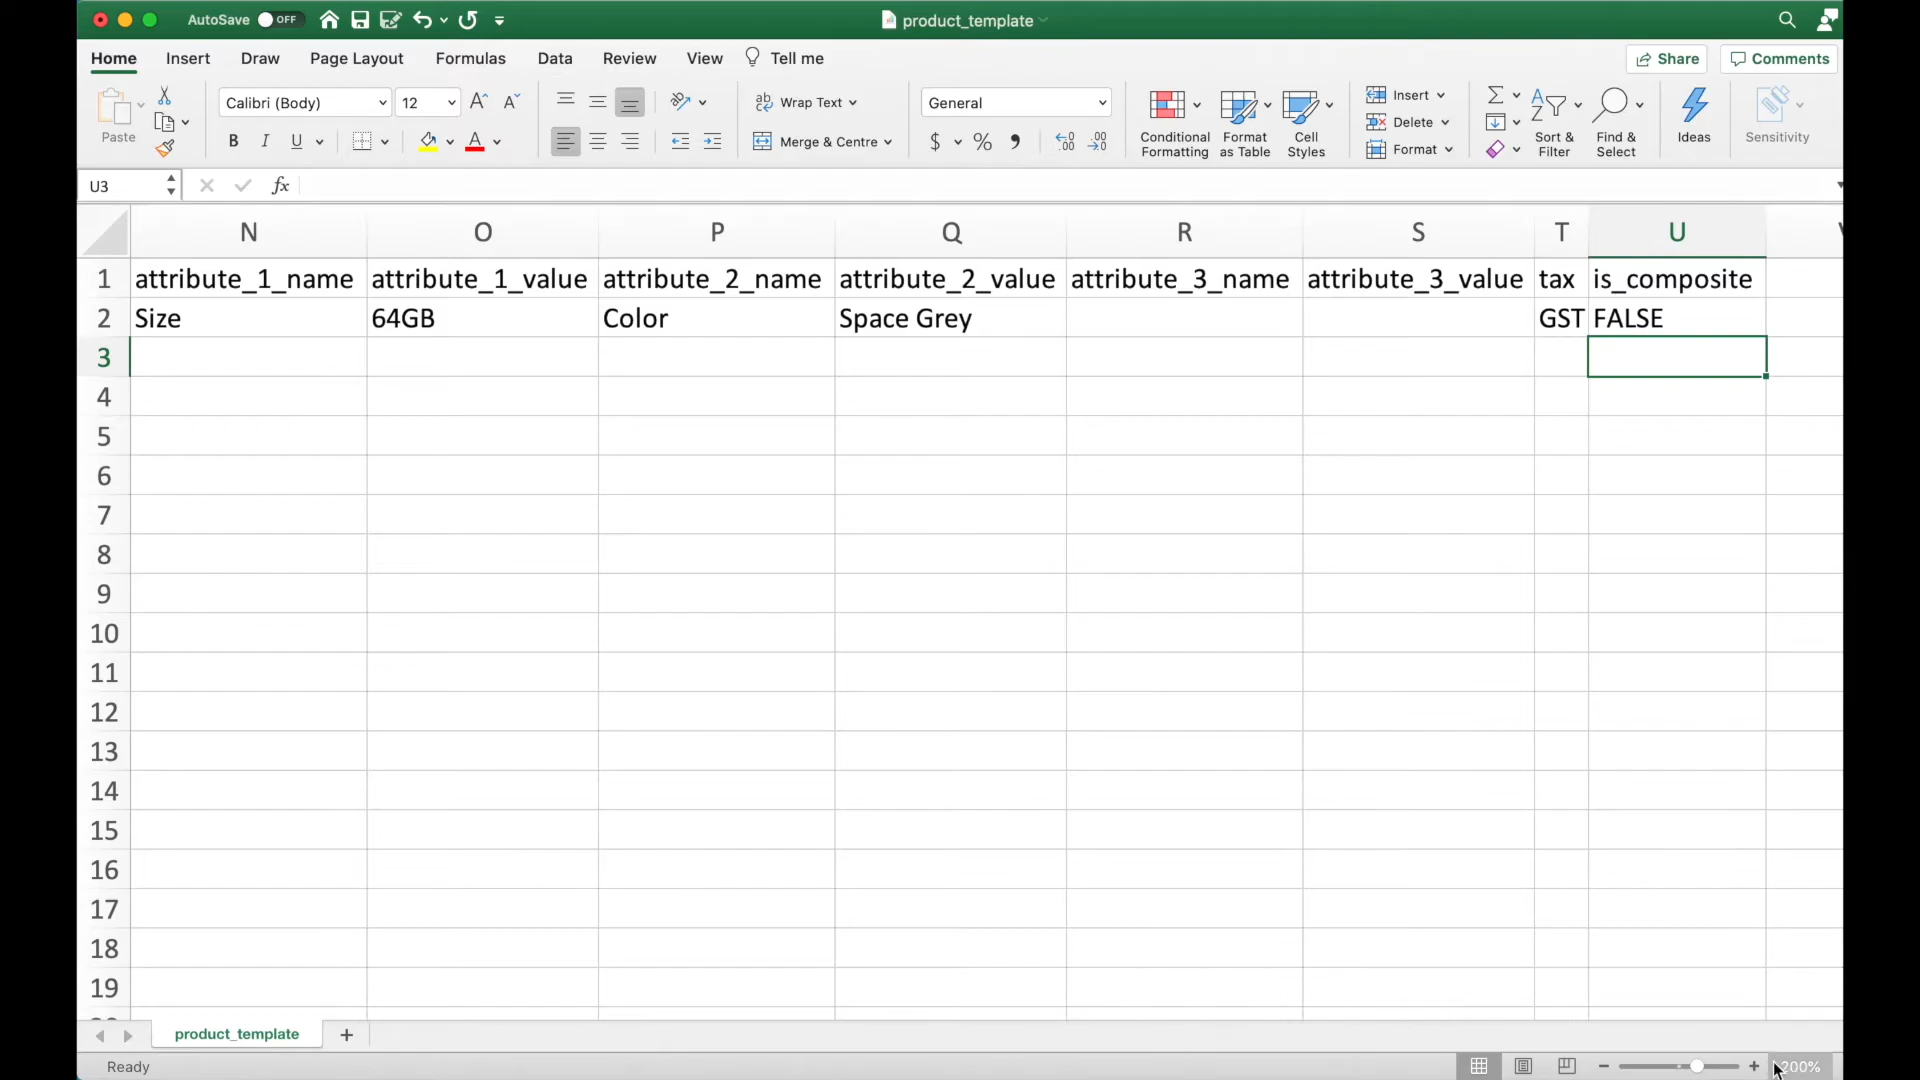 AutoSave OFF product_template
Home Insert Draw Page Layout Formulas Data Review View Tell me Share Comments
Paste Calibri (Body) 12 Wrap Text General Insert
Delete
B I U Merge & Centre $ % Conditional Formatting Format as Table Cell Styles Format Sort & Filter Find & Select Ideas Sensitivity
U3 fx
N O P Q R S T U
1 attribute_1_name attribute_1_value attribute_2_name attribute_2_value attribute_3_name attribute_3_value tax is_composite
2 Size 64GB Color Space Grey GST FALSE
3
4
5
6
7
8
9
10
11
12
13
14
15
16
17
18
19
product_template +
Ready 200%